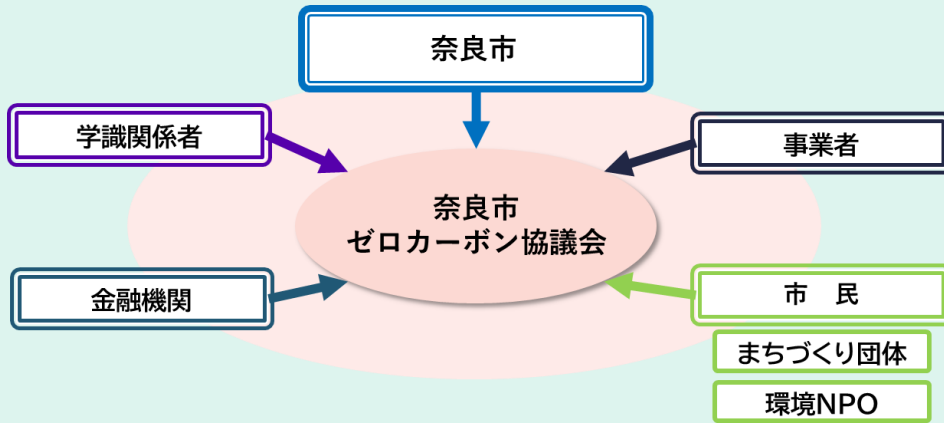 奈良市
学識関係者
事業者
奈良市
ゼロカーボン協議会
金融機関
市　民
まちづくり団体
環境NPO